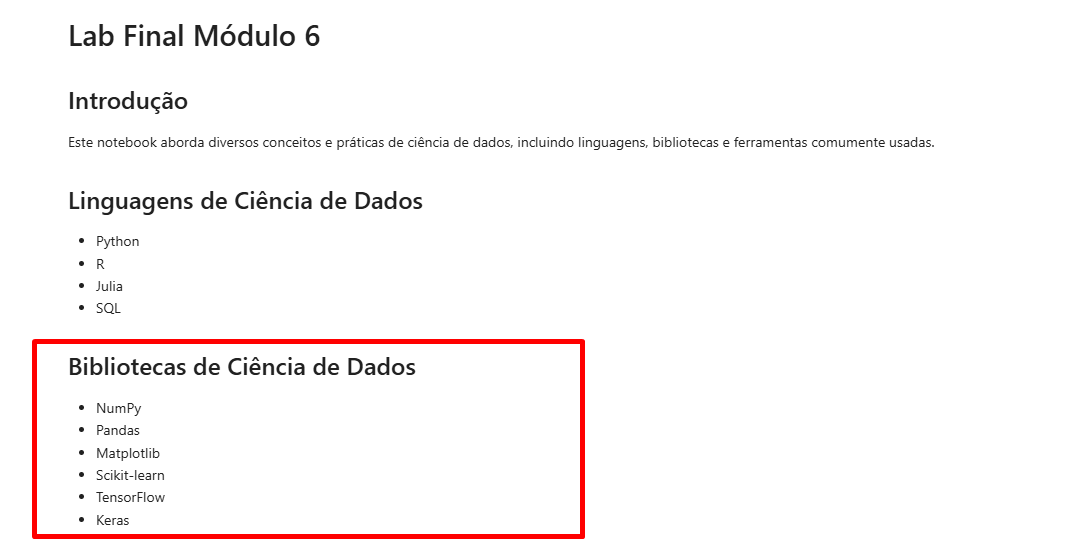 Lab Final Módulo 6
Introdução
Este notebook aborda diversos conceitos e práticas de ciência de dados, incluindo linguagens, bibliotecas e ferramentas comumente usadas.
Linguagens de Ciência de Dados
Python
R
Julia
SQL
Bibliotecas de Ciência de Dados
NumPy
Pandas
Matplotlib
Scikit-learn
TensorFlow
Keras